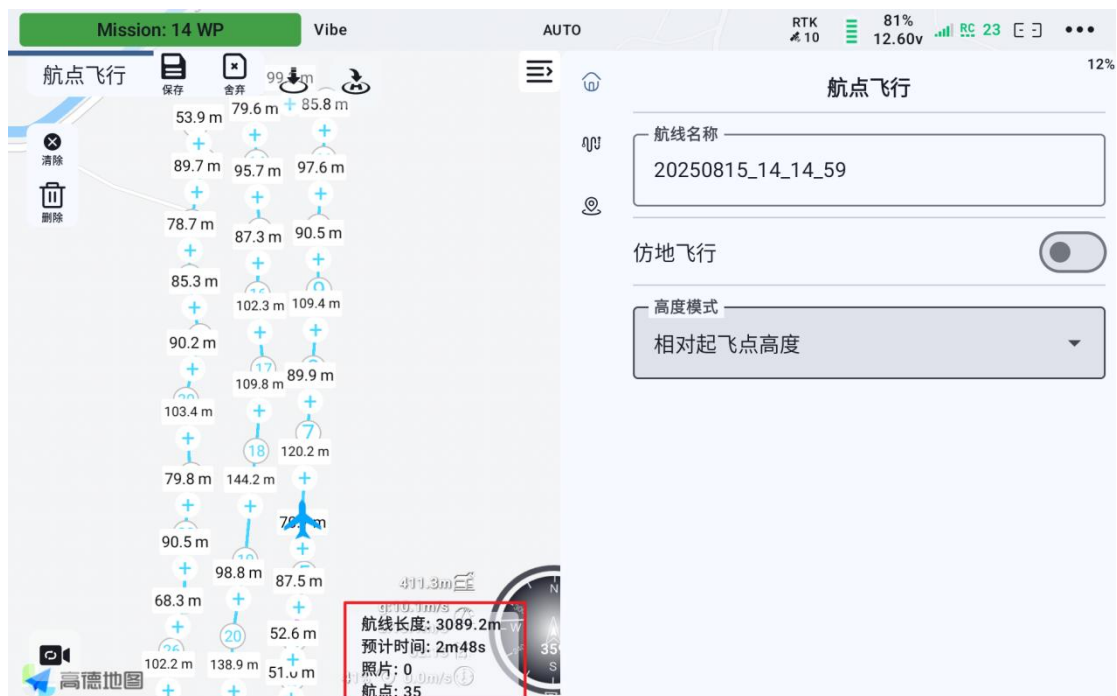 Mission: 14 WP
Vibe
AUTO
RTK
10
81%
12.60v
RC 23
12%
航点飞行
保存
舍弃
清除
删除
53.9 m
79.6 m
85.8 m
89.7 m
95.7 m
97.6 m
78.7 m
87.3 m
90.5 m
85.3 m
16
102.3 m
109.4 m
90.2 m
17
109.8 m
89.9 m
103.4 m
7
18
120.2 m
79.8 m
144.2 m
90.5 m
98.8 m
87.5 m
68.3 m
20
52.6 m
102.2 m
138.9 m
411.3m
航线长度: 3089.2m
预计时间: 2m48s
照片: 0
航点: 35
N
W
S
高德地图
航点飞行
航线名称
20250815_14_14_59
仿地飞行
高度模式
相对起飞点高度